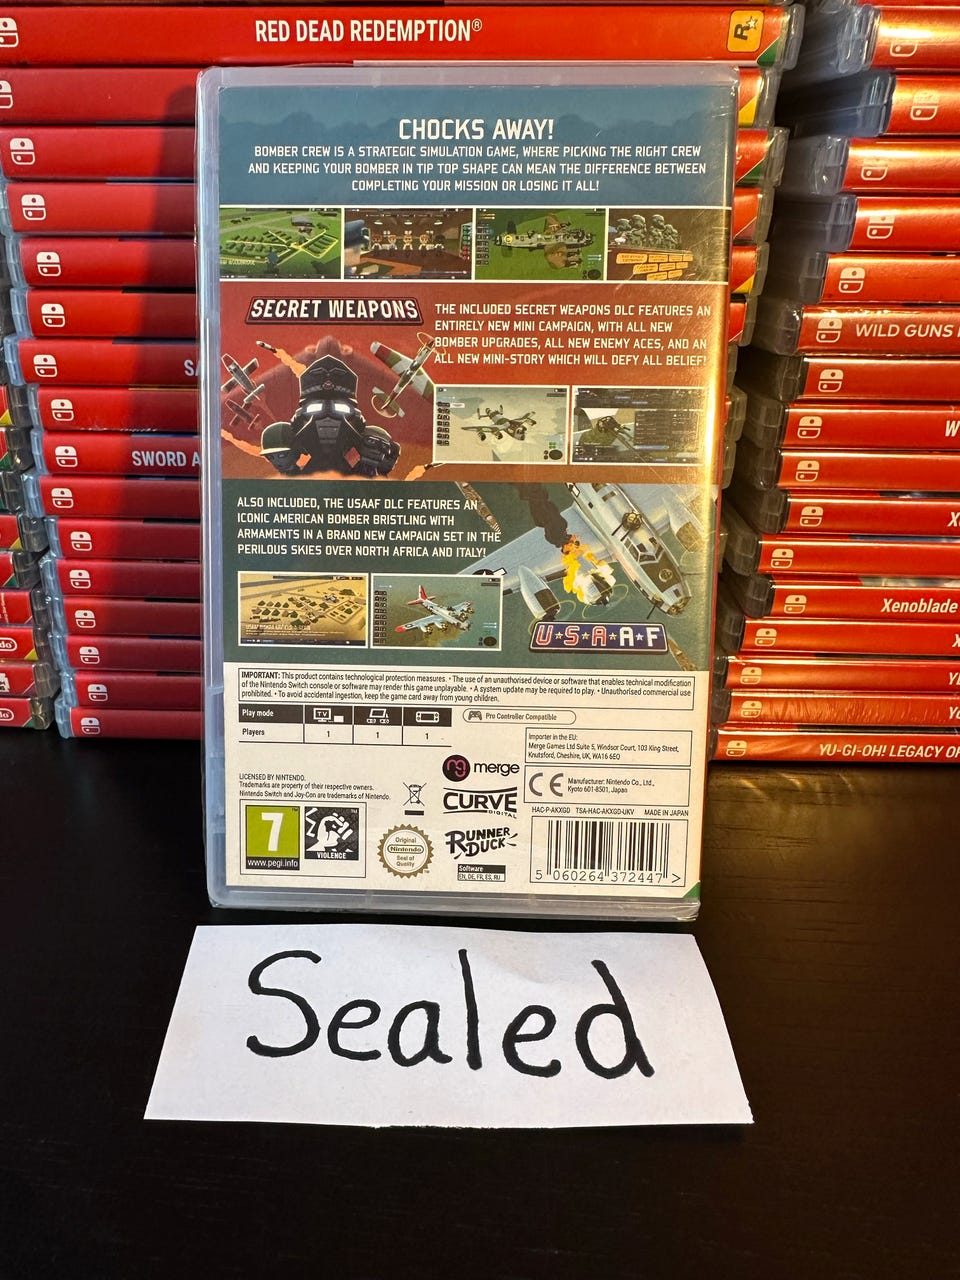 RED DEAD REDEMPTION®
R
CHOCKS AWAY!
BOMBER CREW IS A STRATEGIC SIMULATION GAME, WHERE PICKING THE RIGHT CREW
AND KEEPING YOUR BOMBER IN TIP TOP SHAPE CAN MEAN THE DIFFERENCE BETWEEN
COMPLETING YOUR MISSION OR LOSING IT ALL!
SECRET WEAPONS
THE INCLUDED SECRET WEAPONS DLC FEATURES AN
ENTIRELY NEW MINI CAMPAIGN, WITH ALL NEW
BOMBER UPGRADES, ALL NEW ENEMY ACES, AND AN
ALL NEW MINI-STORY WHICH WILL DEFY ALL BELIEF!
ALSO INCLUDED, THE USAAF DLC FEATURES AN
ICONIC AMERICAN BOMBER BRISTLING WITH
ARMAMENTS IN A BRAND NEW CAMPAIGN SET IN THE
PERILOUS SKIES OVER NORTH AFRICA AND ITALY!
U★S★A★A★F
IMPORTANT: This product contains technological protection measures. • The use of an unauthorised device or software that enables technical modification
of the Nintendo Switch console or software may render this game unplayable. • A system update may be required to play. • Unauthorised commercial use
prohibited. • To avoid accidental ingestion, keep the game card away from young children.
Play mode
TV
Pro Controller Compatible
Players
1
1
1
Importer in the EU:
Merge Games Ltd Suite 5, Windsor Court, 103 King Street,
Knutsford, Cheshire, UK, WA16 6EQ
merge
CE
Manufacturer: Nintendo Co., Ltd.,
Kyoto 601-8501, Japan
LICENSED BY NINTENDO.
Trademarks are property of their respective owners.
Nintendo Switch and Joy-Con are trademarks of Nintendo.
CURVE
DIGITAL
HAC-P-AKXGD TSA-HAC-AKXGD-UKV MADE IN JAPAN
7
www.pegi.info
VIOLENCE
Original
Nintendo
Seal of
Quality
RUNNER
DUCK
Software
EN, DE, FR, ES, RU
5 060264 372447 >
SA
SWORD A
WILD GUNS
W
X
Xenoblade
X
YL
Yo
YU-GI-OH! LEGACY OF
Sealed